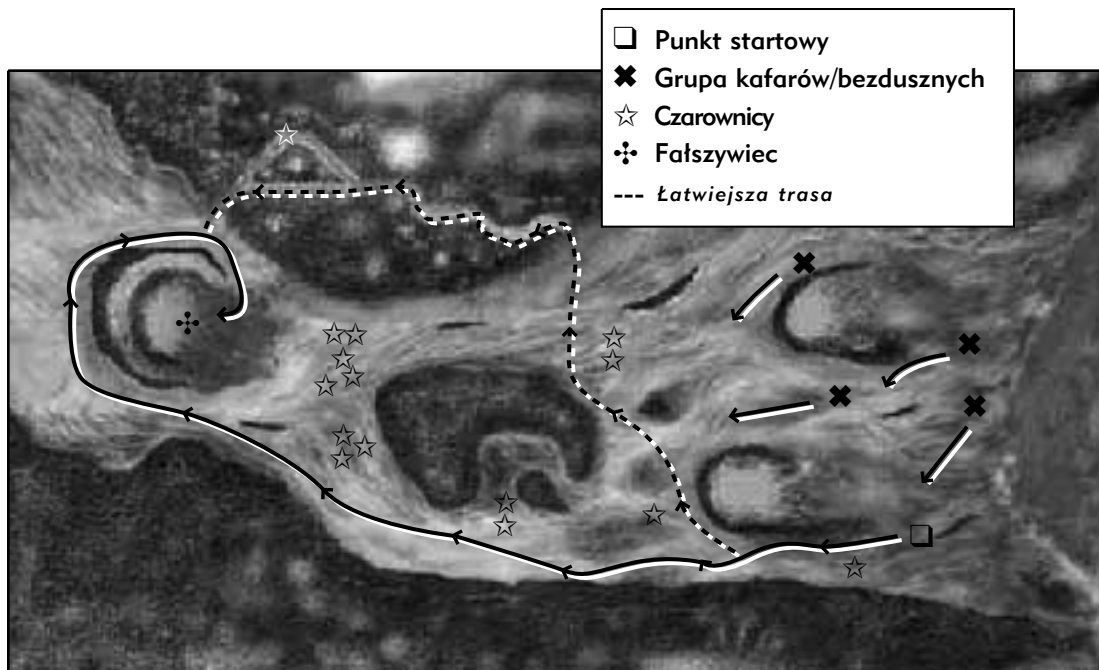 Punkt startowy
Grupa kafarów/bezdusznych
Czarownicy
Fałszywiec
Łatwiejsza trasa